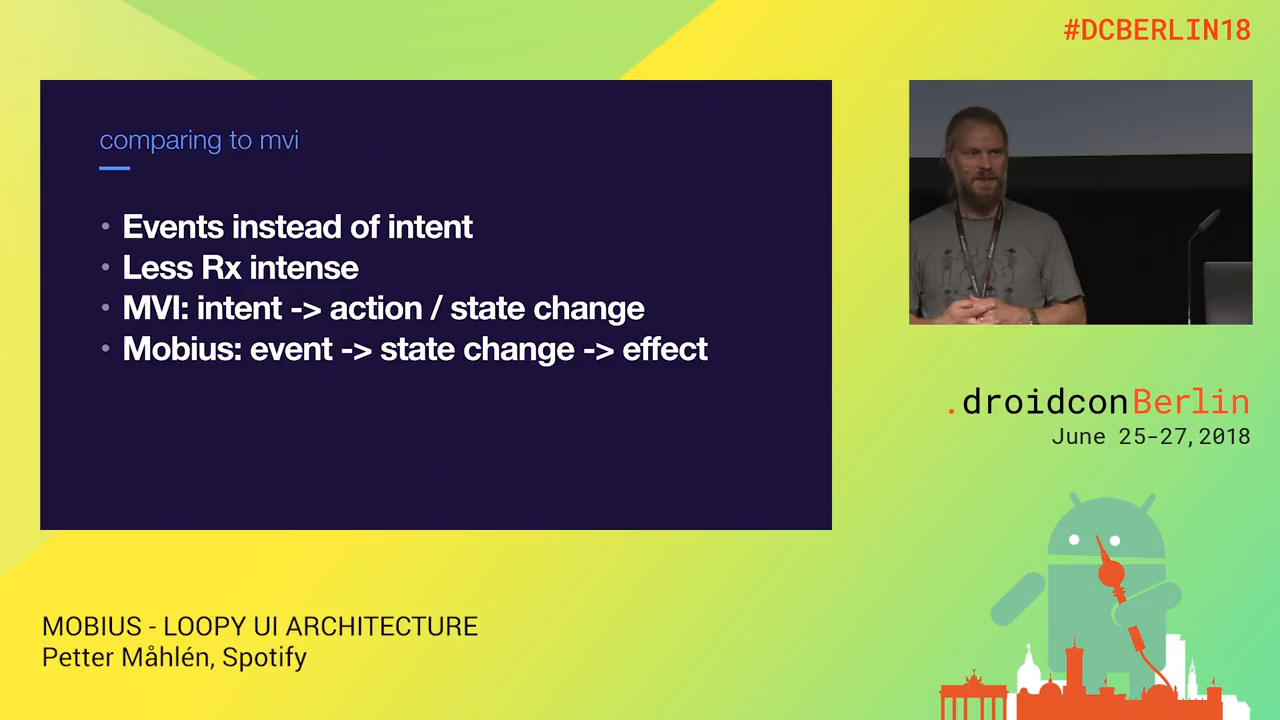 #DCBERLIN18
comparing to mvi
• Events instead of intent
• Less Rx intense
• MVI: intent -> action / state change
• Mobius: event -> state change -> effect
.droidconBerlin
June 25-27,2018
MOBIUS - LOOPY UI ARCHITECTURE
Petter Måhlén, Spotify